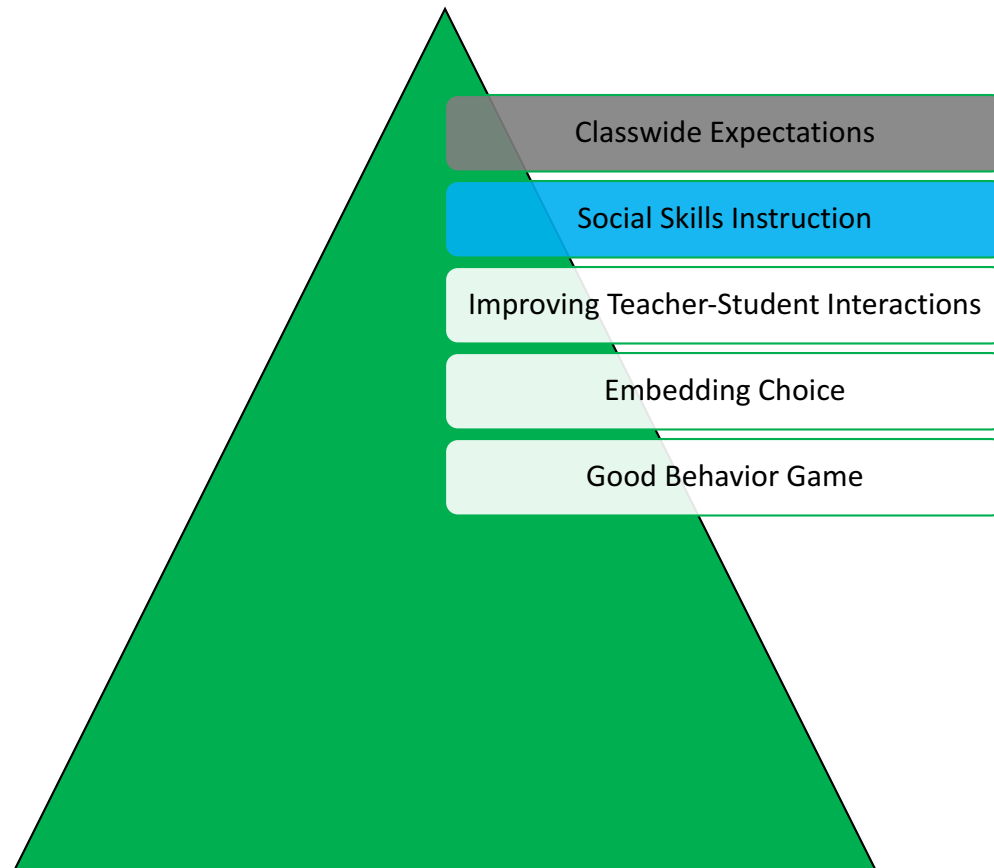 Classwide Expectations
Social Skills Instruction
Improving Teacher-Student Interactions
Embedding Choice
Good Behavior Game